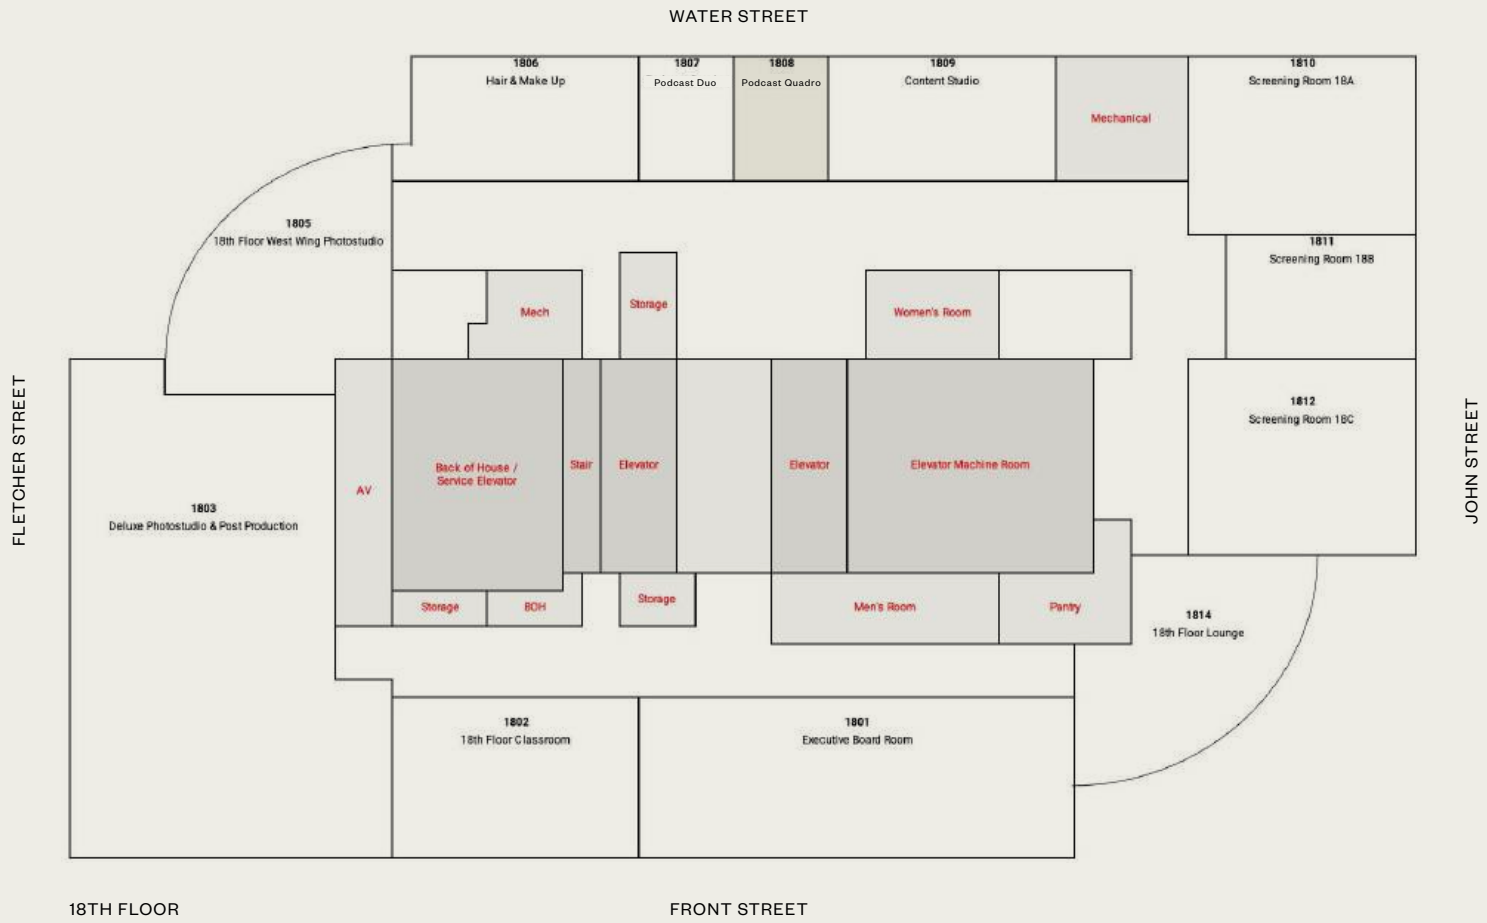 WATER STREET
1806
Hair & Make Up
1807
Podcast Duo
1808
Podcast Quadro
1809
Content Studio
Mechanical
1810
Screening Room 18A
1805
18th Floor West Wing Photostudio
1811
Screening Room 18B
Mech
Storage
Women's Room
FLETCHER STREET
JOHN STREET
1812
Screening Room 18C
AV
Back of House /
Service Elevator
Stair
Elevator
Elevator
Elevator Machine Room
1803
Deluxe Photostudio & Post Production
Storage
BOH
Storage
Men's Room
Pantry
1814
18th Floor Lounge
1802
18th Floor Classroom
1801
Executive Board Room
18TH FLOOR
FRONT STREET